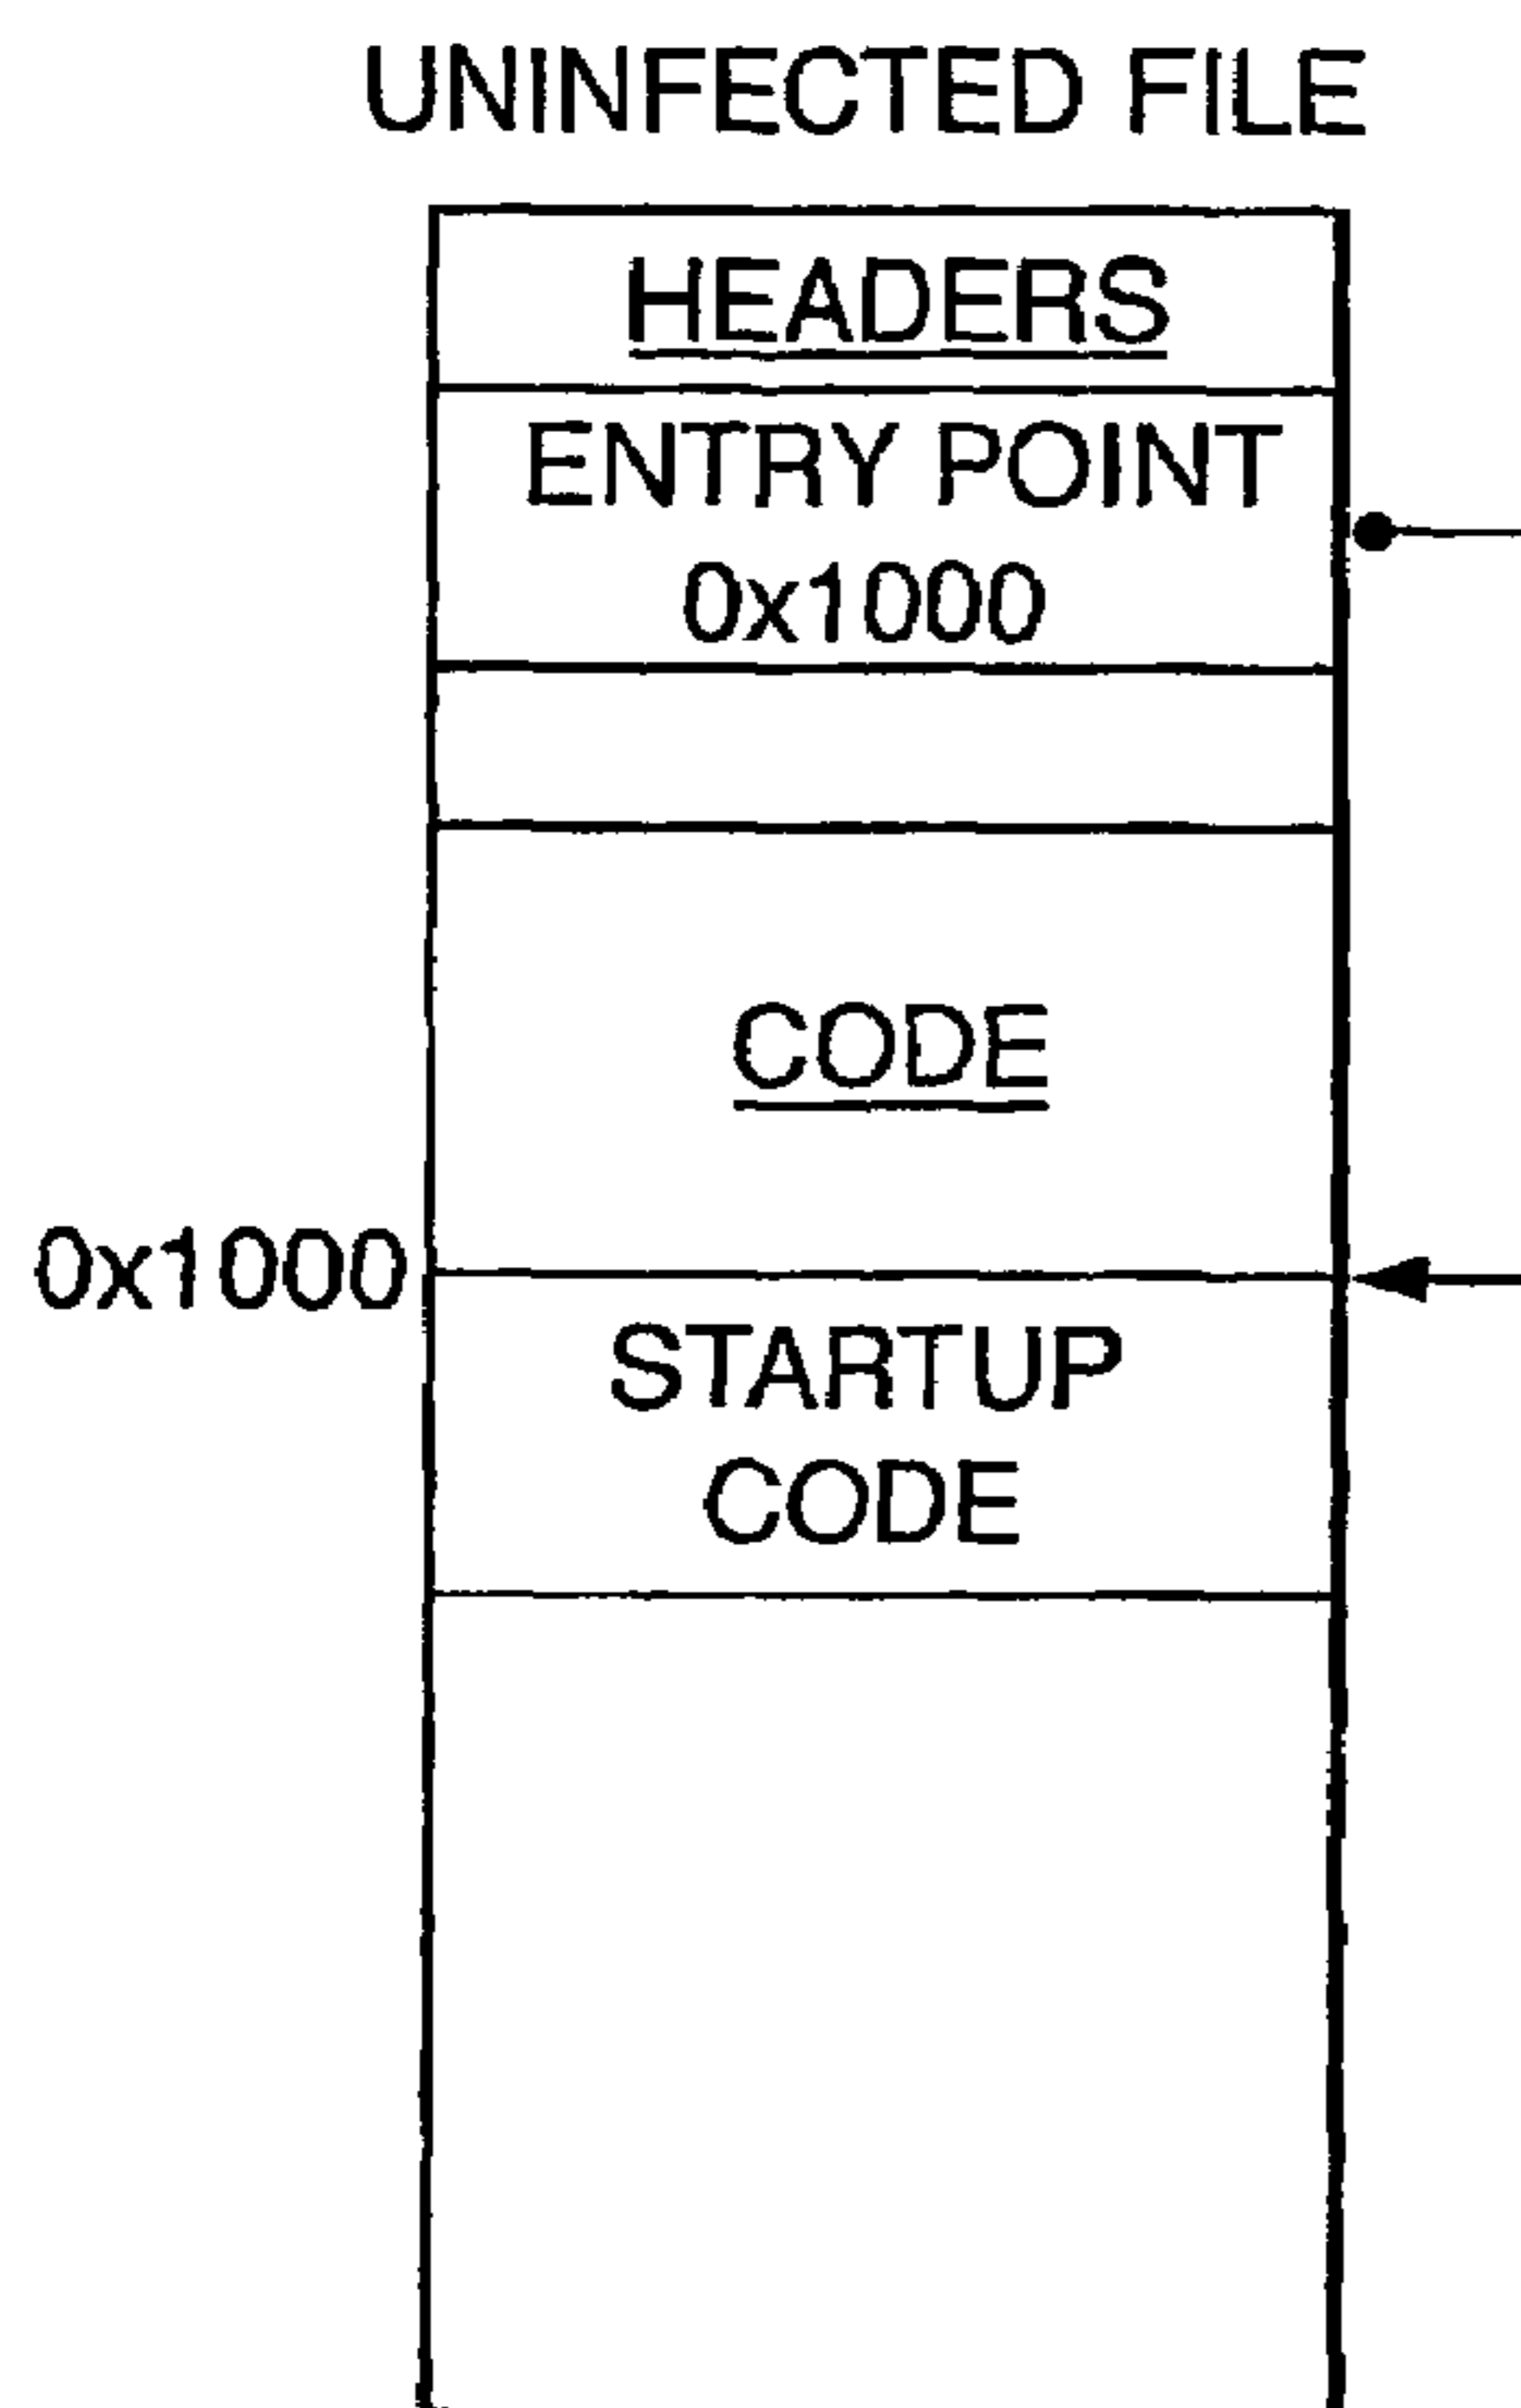 UNINFECTED FILE
HEADERS
ENTRY POINT
0x1000
CODE
0x1000
STARTUP
CODE